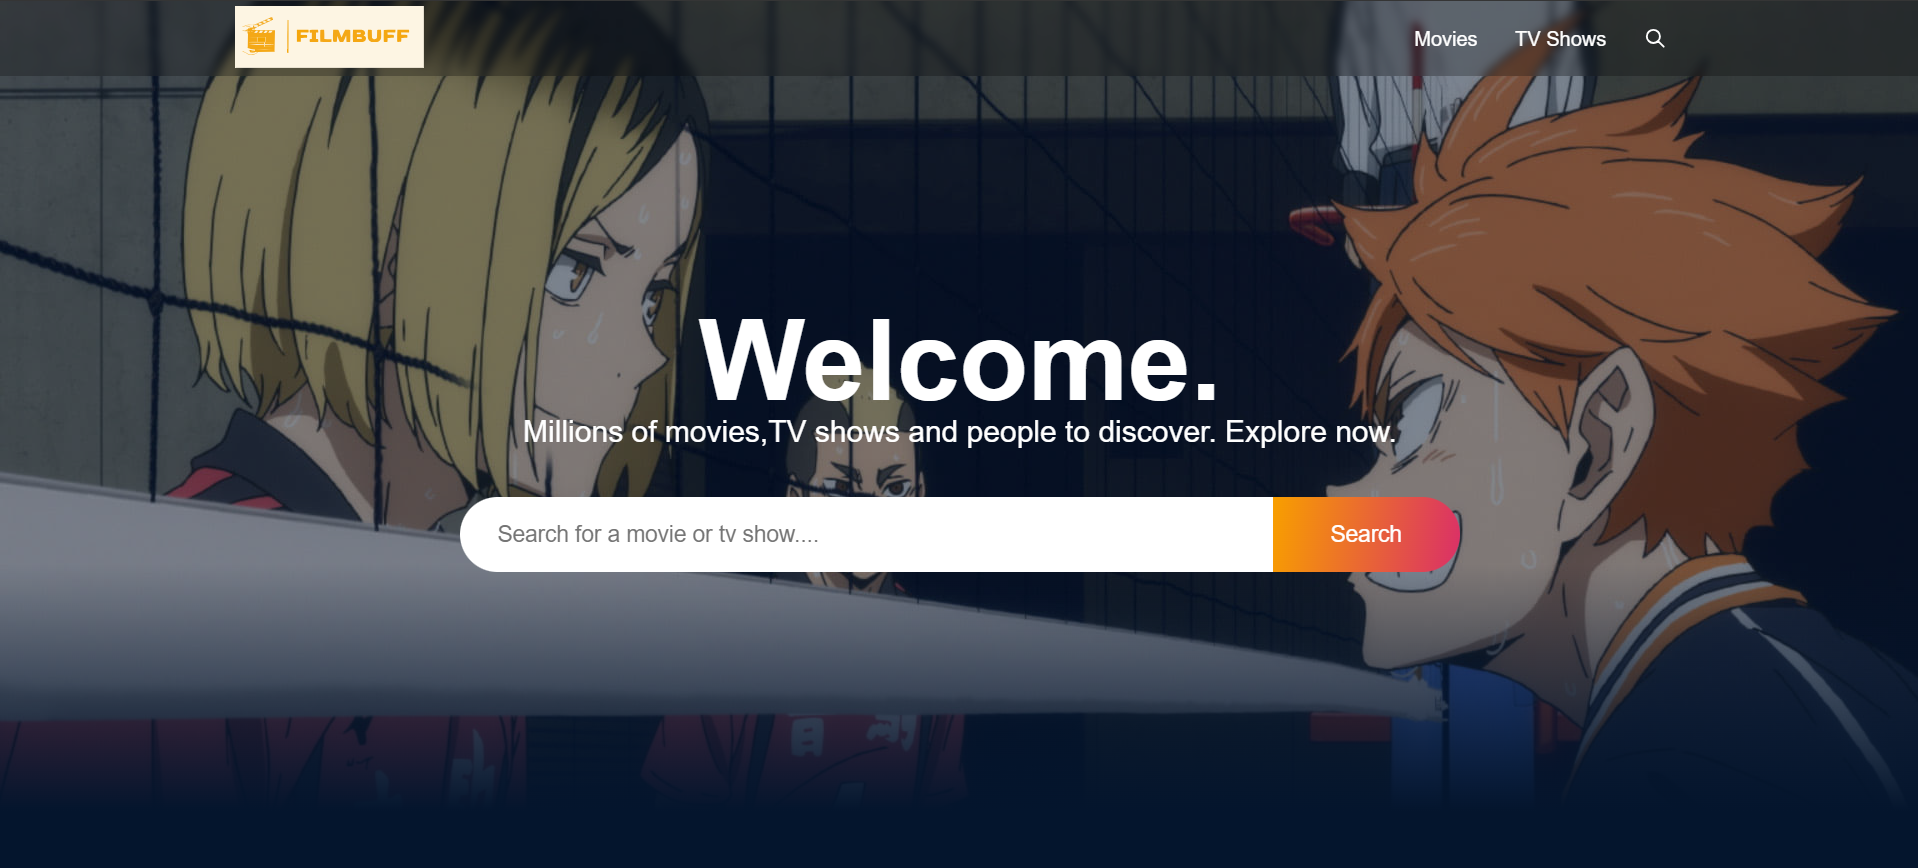 FILMBUFF
Movies
TV Shows
Welcome.
Millions of movies,TV shows and people to discover. Explore now.
Search for a movie or tv show....
Search